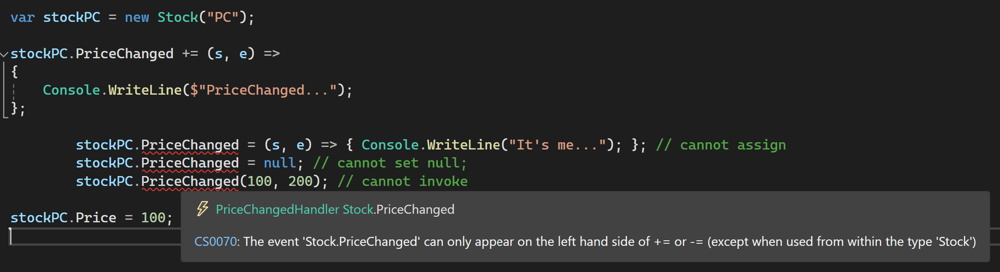 var stockPC = new Stock("PC");
stockPC.PriceChanged += (s, e) =>
{
Console.WriteLine($"PriceChanged...");
};
stockPC.PriceChanged = (s, e) => { Console.WriteLine("It's me..."); }; // cannot assign
stockPC.PriceChanged = null; // cannot set null;
stockPC.PriceChanged(100, 200); // cannot invoke
PriceChangedHandler Stock.PriceChanged
stockPC.Price = 100;
CS0070: The event 'Stock.PriceChanged' can only appear on the left hand side of += or -= (except when used from within the type 'Stock')